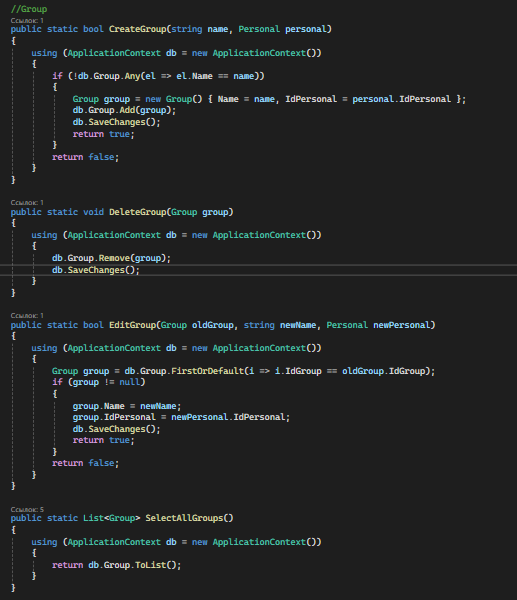 //Group
Ссылок: 1
public static bool CreateGroup(string name, Personal personal)
{
using (ApplicationContext db = new ApplicationContext())
{
if (!db.Group.Any(el => el.Name == name))
{
Group group = new Group() { Name = name, IdPersonal = personal.IdPersonal };
db.Group.Add(group);
db.SaveChanges();
return true;
}
return false;
}
}
Ссылок: 1
public static void DeleteGroup(Group group)
{
using (ApplicationContext db = new ApplicationContext())
{
db.Group.Remove(group);
db.SaveChanges();
}
}
Ссылок: 1
public static bool EditGroup(Group oldGroup, string newName, Personal newPersonal)
{
using (ApplicationContext db = new ApplicationContext())
{
Group group = db.Group.FirstOrDefault(i => i.IdGroup == oldGroup.IdGroup);
if (group != null)
{
group.Name = newName;
group.IdPersonal = newPersonal.IdPersonal;
db.SaveChanges();
return true;
}
return false;
}
}
Ссылок: 5
public static List<Group> SelectAllGroups()
{
using (ApplicationContext db = new ApplicationContext())
{
return db.Group.ToList();
}
}